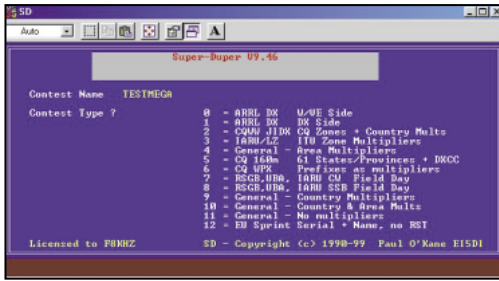 SD
Auto
A
Super-Duper V9.46
Contest Name TESTMEGA
Contest Type ?
0 - ARRL DX W/VE Side
1 - ARRL DX DX Side
2 - CQWW JIDX CQ Zones + Country Mults
3 - IARU/LZ ITU Zone Multipliers
4 - General - Area Multipliers
5 - CQ 160m 61 States/Provinces + DXCC
6 - CQ WPX Prefixes as multipliers
7 - RSGB,UBA, IARU CW Field Day
8 - RSGB,UBA, IARU SSB Field Day
9 - General - Country Multipliers
10 - General - Country & Area Mults
11 - General - No multipliers
12 - EU Sprint Serial + Name, no RST
Licensed to F8KHZ SD - Copyright (c) 1990-99 Paul O'Kane EI5DI